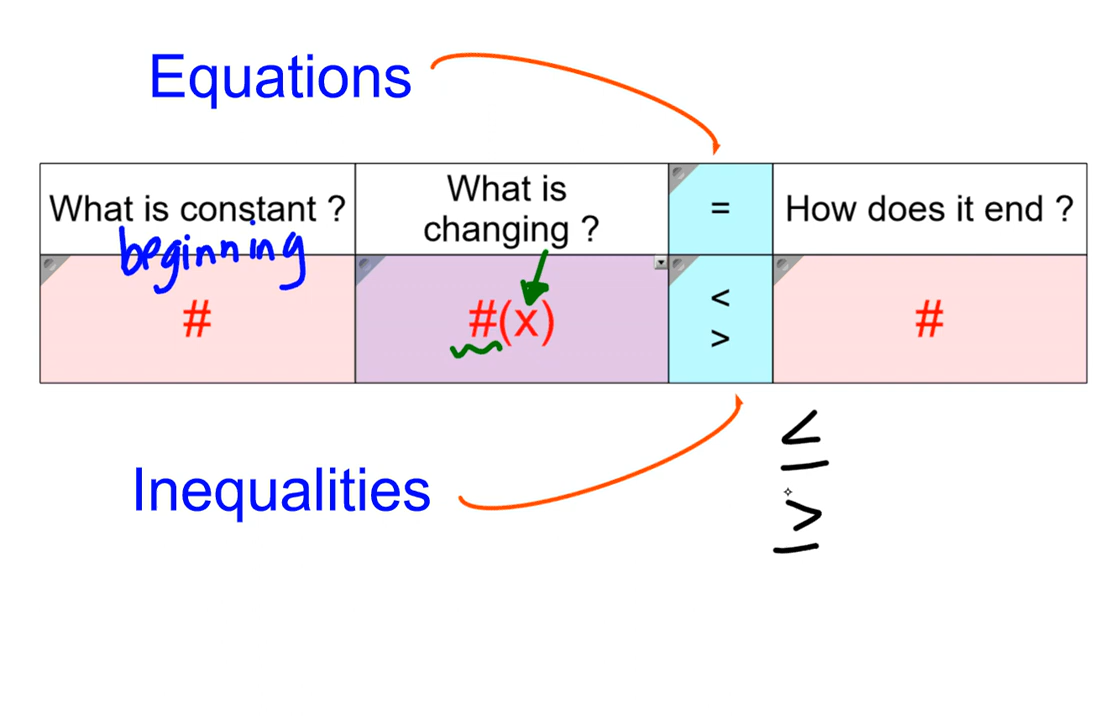 Equations
What is constant ?
beginning
What is
changing ?
=
How does it end ?
#
#(x)
<
>
#
≤
≥
Inequalities